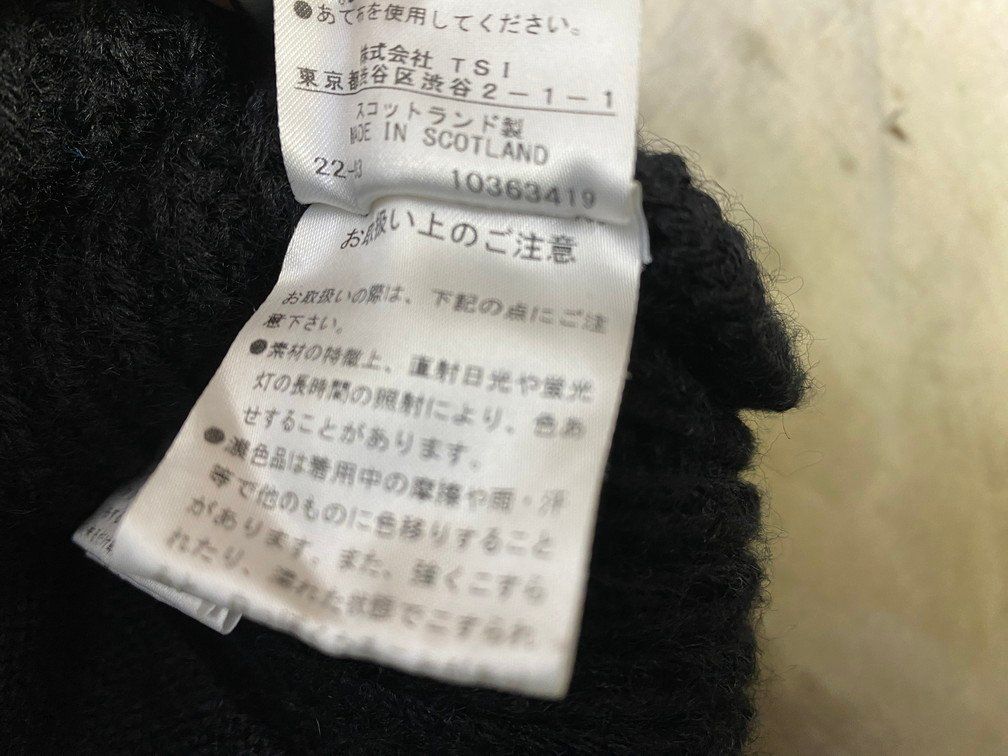 ●あて布を使用してください。
株式会社 TSI
東京都渋谷区渋谷2-1-1
スコットランド製
MADE IN SCOTLAND
10363419
お取扱い上のご注意
お取扱いの際は、下記の点にご注
意下さい。
●素材の特徴上、直射日光や蛍光
灯の長時間の照射により、色あ
せすることがあります。
●濃色品は着用中の摩擦や雨・汗
等で他のものに色移りすること
があります。また、強くこすら
れたり、濡れた状態でこすられ